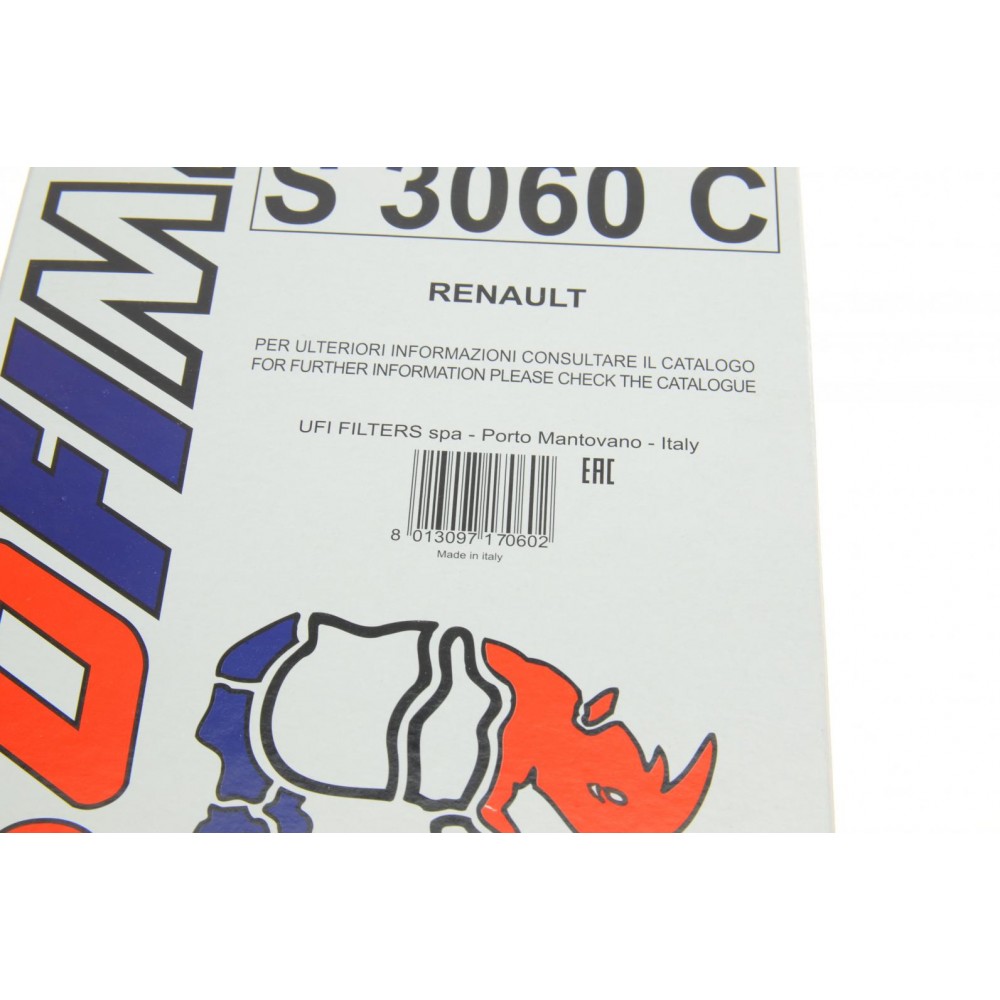 S 3060 C
RENAULT
PER ULTERIORI INFORMAZIONI CONSULTARE IL CATALOGO
FOR FURTHER INFORMATION PLEASE CHECK THE CATALOGUE
UFI FILTERS spa - Porto Mantovano - Italy
EAC
8 013097 170602
Made in italy